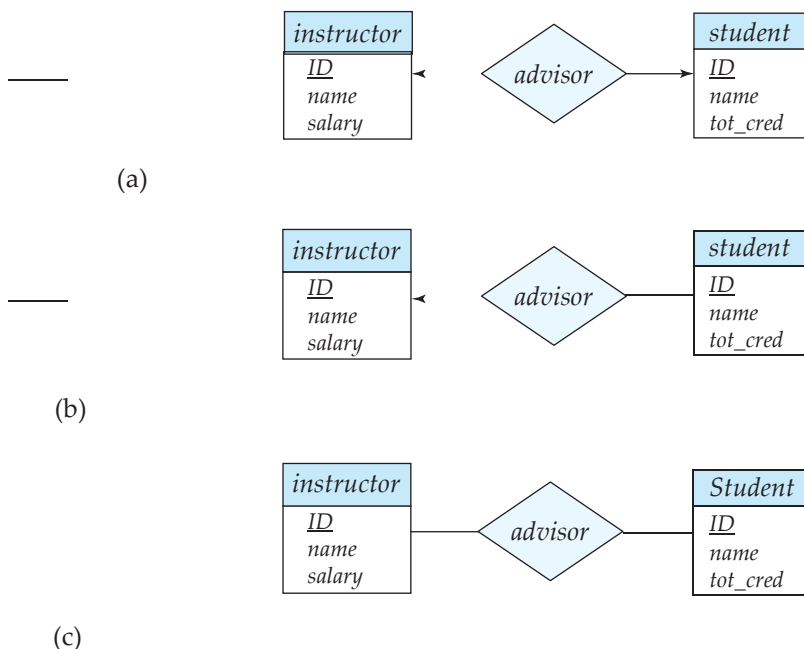 instructor
student
ID
name
salary
advisor
ID
name
tot_cred
(a)
instructor
student
ID
name
salary
advisor
ID
name
tot_cred
(b)
instructor
Student
ID
name
salary
advisor
ID
name
tot_cred
(c)